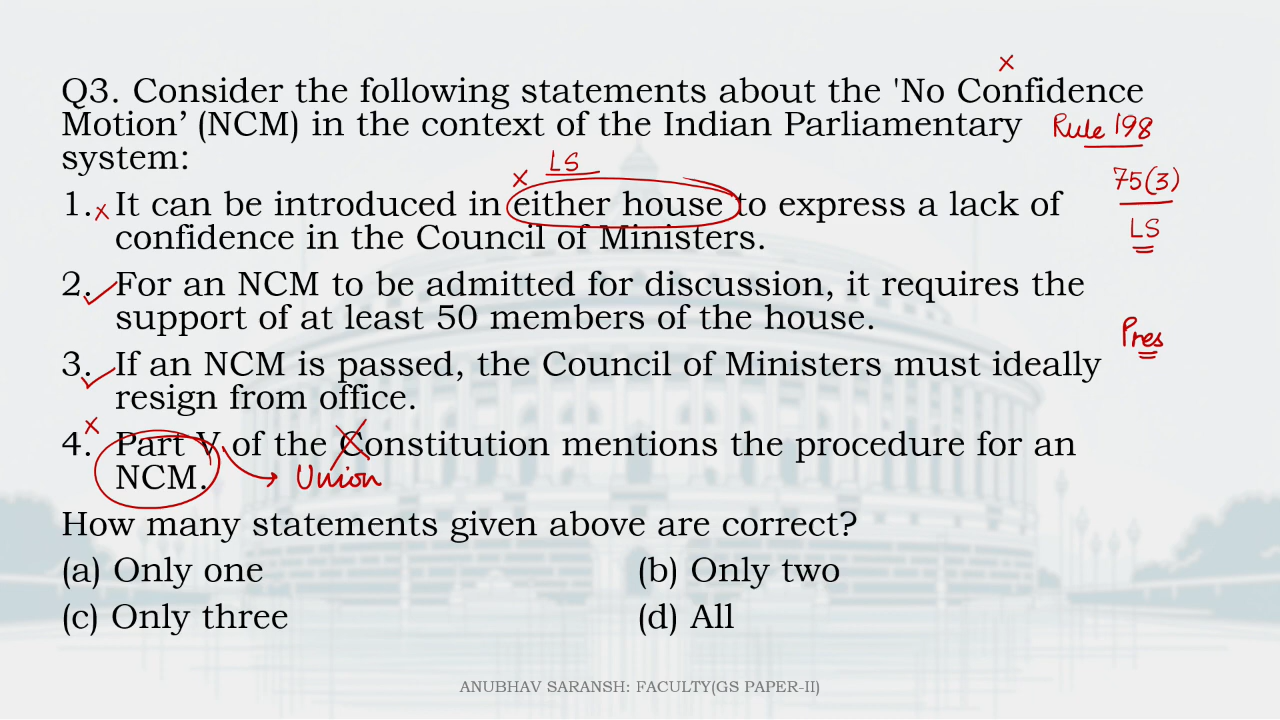 Q3. Consider the following statements about the 'No Confidence
Motion’ (NCM) in the context of the Indian Parliamentary
Rule 198
system:
LS
75(3)
1. It can be introduced in either house to express a lack of
confidence in the Council of Ministers.
LS
2. For an NCM to be admitted for discussion, it requires the
support of at least 50 members of the house.
Pres
3. If an NCM is passed, the Council of Ministers must ideally
resign from office.
4. Part V of the Constitution mentions the procedure for an
NCM.
Union
How many statements given above are correct?
(a) Only one
(b) Only two
(c) Only three
(d) All
ANUBHAV SARANSH: FACULTY(GS PAPER-II)